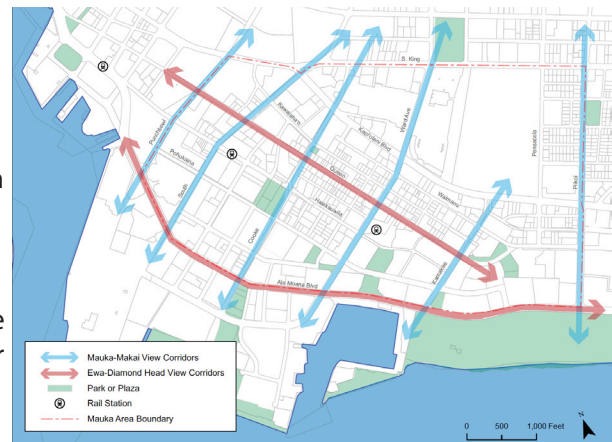 S. King
Punchbowl
Kawaiaha'o
Kapiolani Blvd
Ward Ave
Pensacola
Piikoi
Pohukaina
South
Queen
Halekauwila
Waimanu
Cooke
Kamakee
Ala Moana Blvd
Mauka-Makai View Corridors
Ewa-Diamond Head View Corridors
Park or Plaza
Rail Station
Mauka Area Boundary
N
0 500 1,000 Feet